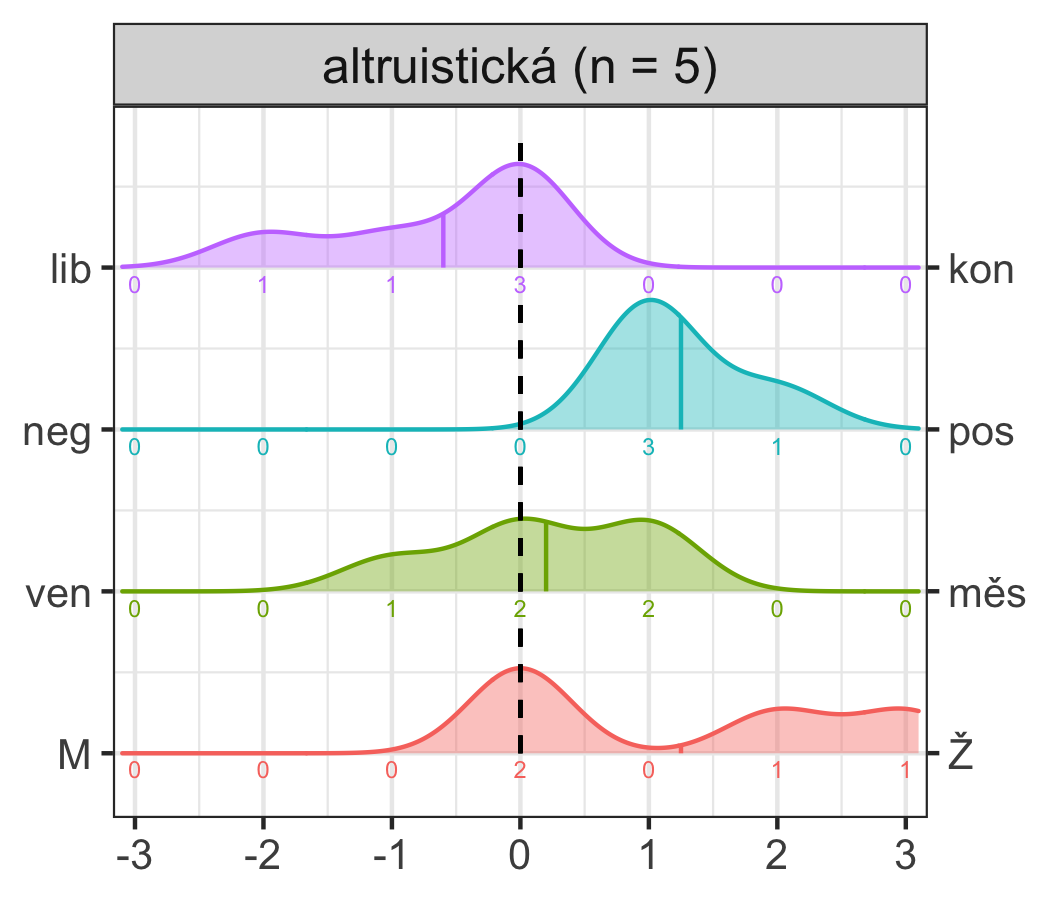 altruistická (n = 5)
lib kon
0 1 1 3 0 0 0
neg pos
0 0 0 0 3 1 0
ven měs
0 0 1 2 2 0 0
M Ž
0 0 0 2 0 1 1
-3 -2 -1 0 1 2 3